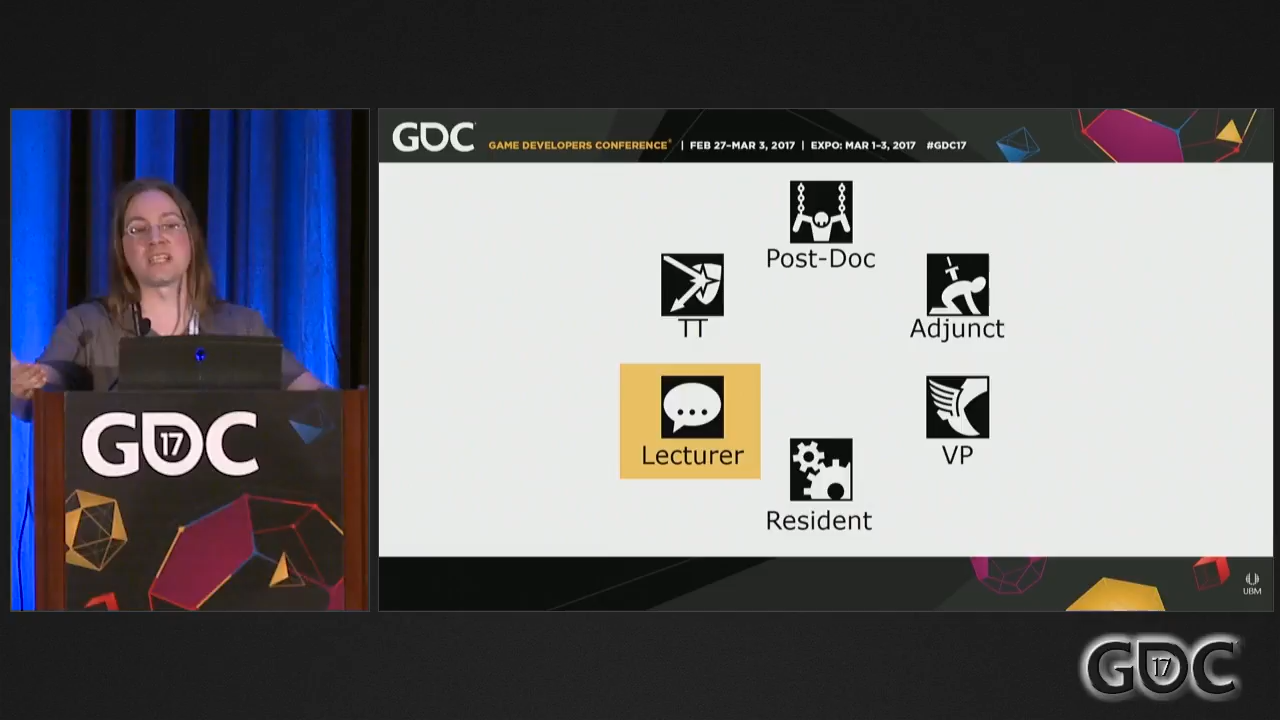 GDC GAME DEVELOPERS CONFERENCE® | FEB 27–MAR 3, 2017 | EXPO: MAR 1–3, 2017 #GDC17
Post-Doc
TT
Adjunct
Lecturer
VP
Resident
GDC
17
UBM
GDC
17